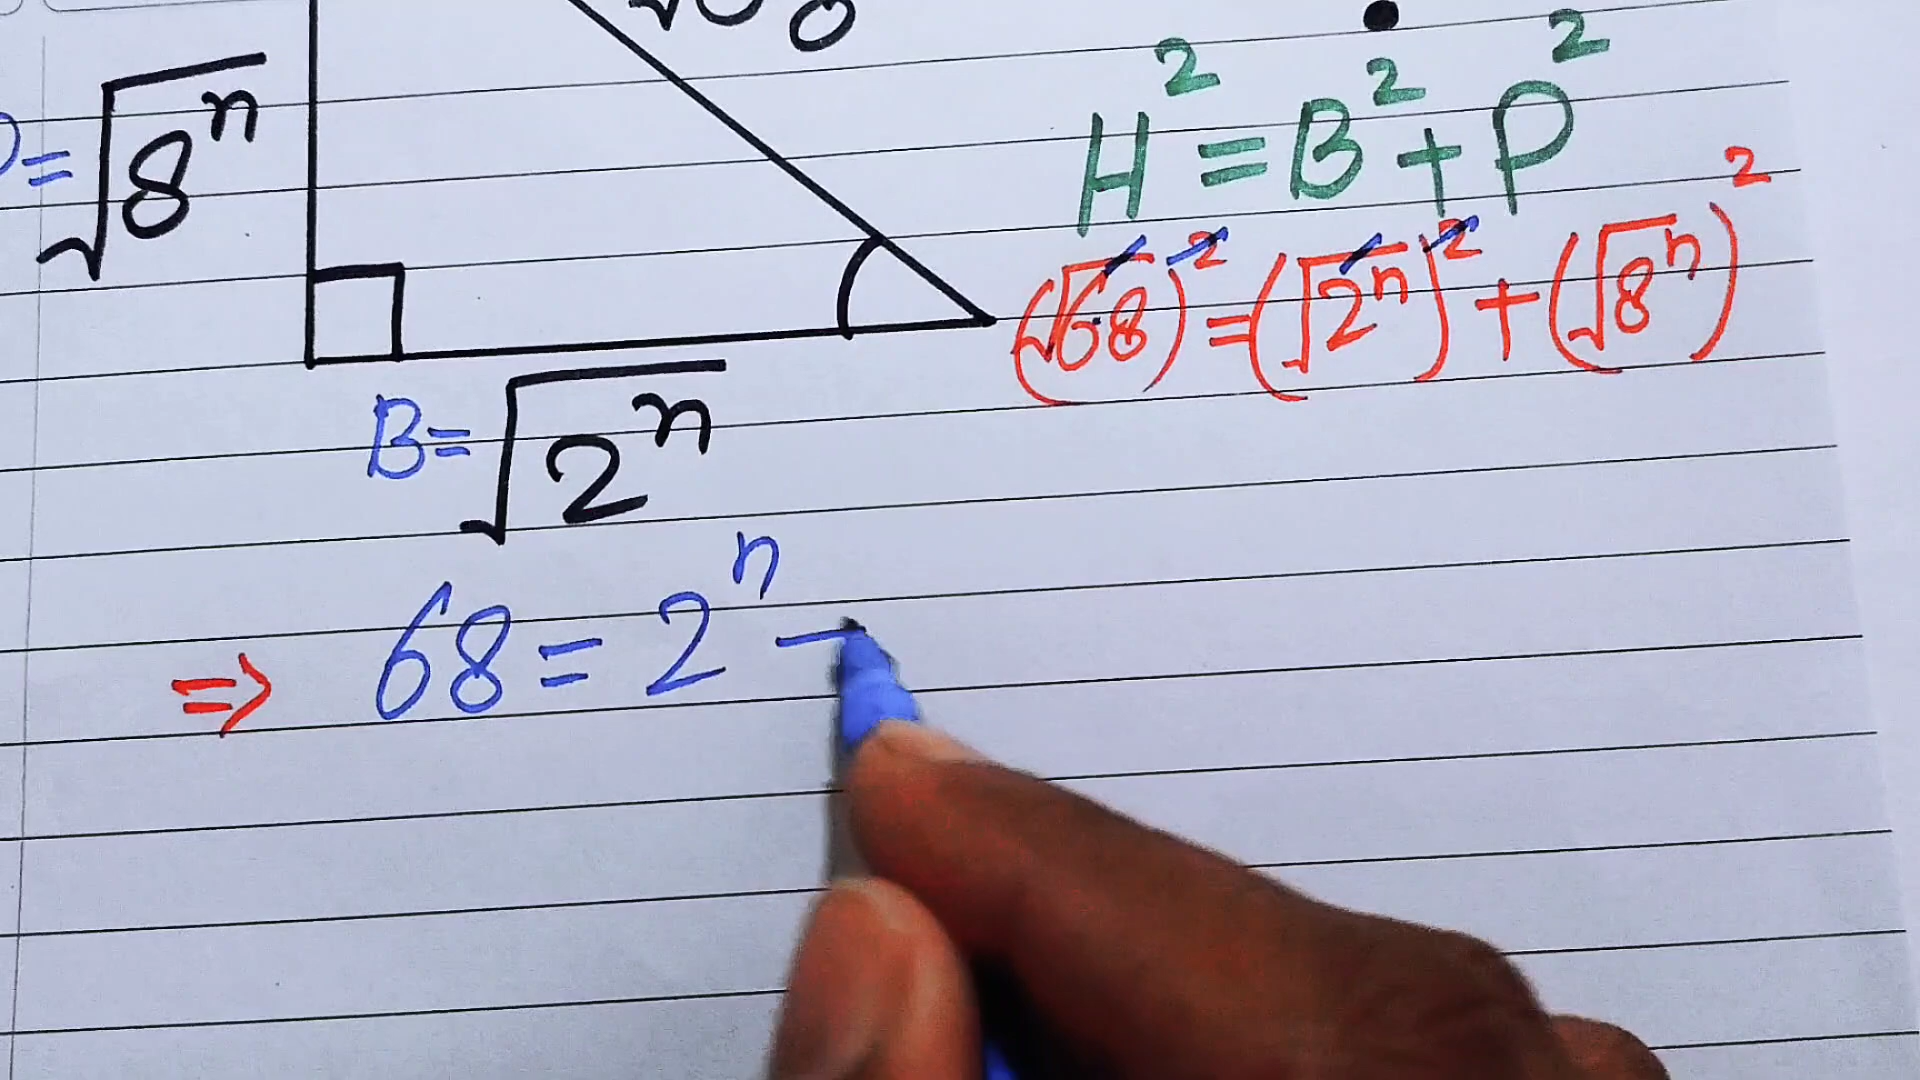 √8ⁿ
H² = B² + P²
(√68)² = (√2ⁿ)² + (√8ⁿ)²
B = √2ⁿ
⇒ 68 = 2ⁿ